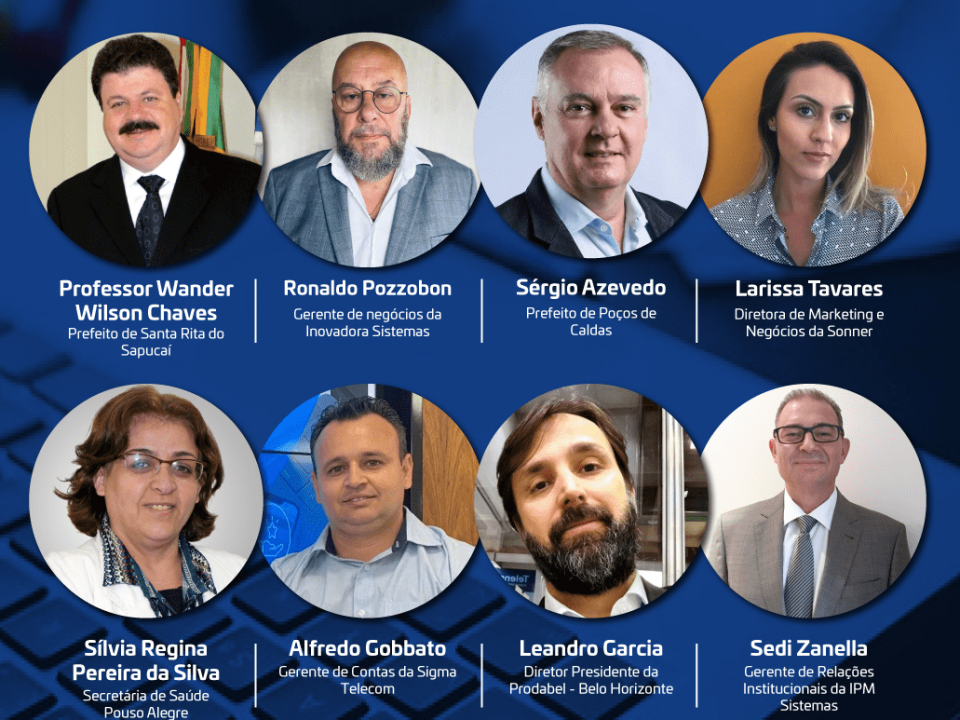 Professor Wander
Wilson Chaves
Prefeito de Santa Rita do
Sapucaí
Ronaldo Pozzobon
Gerente de negócios da
Inovadora Sistemas
Sérgio Azevedo
Prefeito de Poços de
Caldas
Larissa Tavares
Diretora de Marketing e
Negócios da Sonner
Sílvia Regina
Pereira da Silva
Secretária de Saúde
Pouso Alegre
Alfredo Gobbato
Gerente de Contas da Sigma
Telecom
Leandro Garcia
Diretor Presidente da
Prodabel - Belo Horizonte
Sedi Zanella
Gerente de Relações
Institucionais da IPM
Sistemas